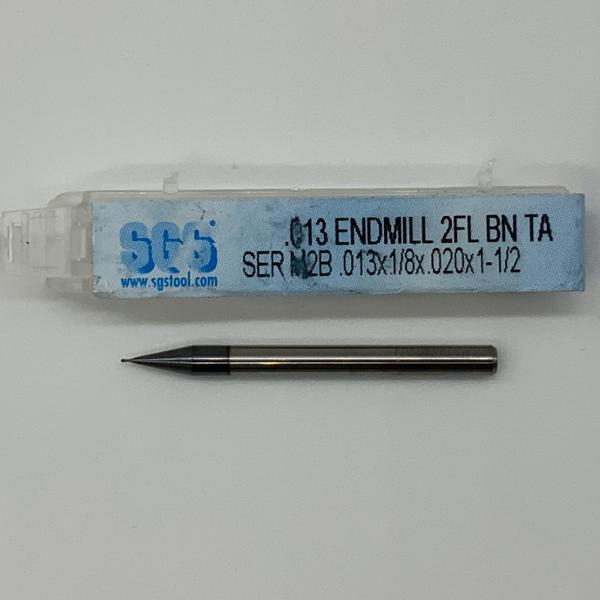 SGS
www.sgstool.com
.013 ENDMILL 2FL BN TA
SER M2B .013x1/8x.020x1-1/2